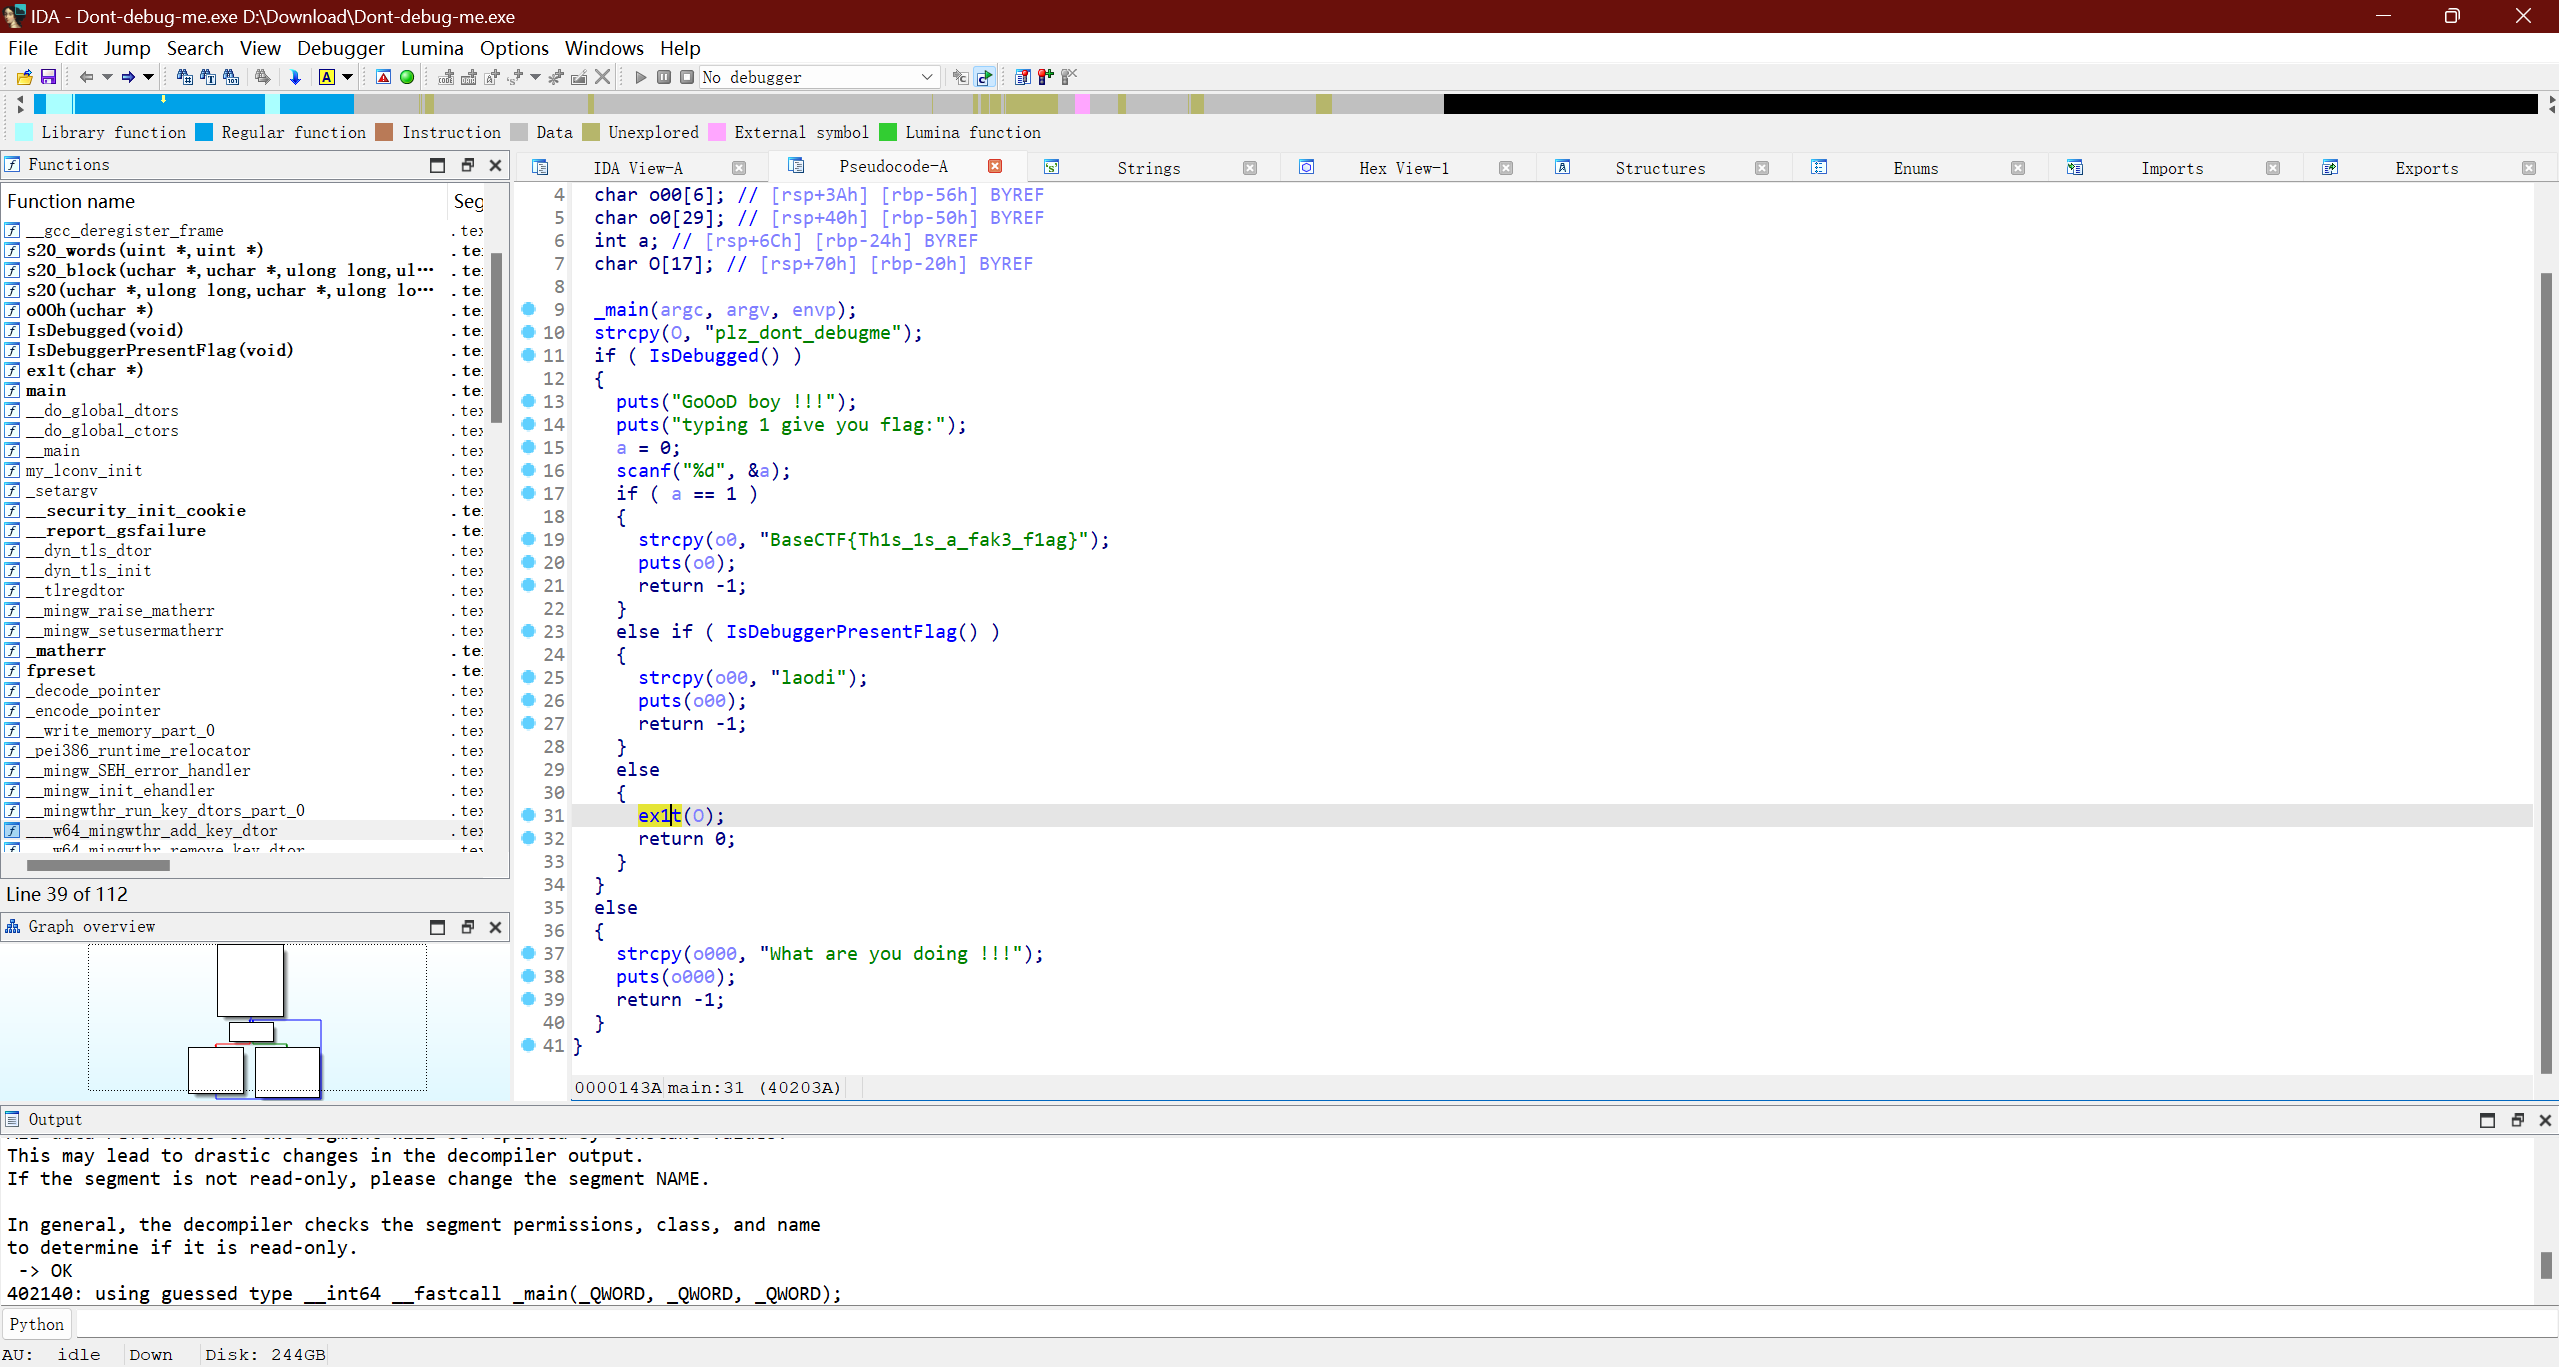 IDA - Dont-debug-me.exe D:\Download\Dont-debug-me.exe
File Edit Jump Search View Debugger Lumina Options Windows Help
No debugger
Library function Regular function Instruction Data Unexplored External symbol Lumina function
Functions
Function name Seg
__gcc_deregister_frame .tex
s20_words(uint *,uint *) .te
s20_block(uchar *,uchar *,ulong long,ul… .te
s20(uchar *,ulong long,uchar *,ulong lo… .te
o00h(uchar *) .te
IsDebugged(void) .te
IsDebuggerPresentFlag(void) .te
ex1t(char *) .te
main .te
__do_global_dtors .tex
__do_global_ctors .tex
__main .tex
my_lconv_init .tex
_setargv .tex
__security_init_cookie .te
__report_gsfailure .te
__dyn_tls_dtor .tex
__dyn_tls_init .tex
__tlregdtor .tex
__mingw_raise_matherr .tex
__mingw_setusermatherr .tex
_matherr .te
fpreset .te
_decode_pointer .tex
_encode_pointer .tex
__write_memory_part_0 .tex
_pei386_runtime_relocator .tex
__mingw_SEH_error_handler .tex
__mingw_init_ehandler .tex
__mingwthr_run_key_dtors_part_0 .tex
___w64_mingwthr_add_key_dtor .tex
___w64_mingwthr_remove_key_dtor .tex
Line 39 of 112
Graph overview
IDA View-A Pseudocode-A Strings Hex View-1 Structures Enums Imports Exports
4 char o00[6]; // [rsp+3Ah] [rbp-56h] BYREF
5 char o0[29]; // [rsp+40h] [rbp-50h] BYREF
6 int a; // [rsp+6Ch] [rbp-24h] BYREF
7 char O[17]; // [rsp+70h] [rbp-20h] BYREF
8
9 _main(argc, argv, envp);
10 strcpy(O, "plz_dont_debugme");
11 if ( IsDebugged() )
12 {
13 puts("GoOoD boy !!!");
14 puts("typing 1 give you flag:");
15 a = 0;
16 scanf("%d", &a);
17 if ( a == 1 )
18 {
19 strcpy(o0, "BaseCTF{Th1s_1s_a_fak3_f1ag}");
20 puts(o0);
21 return -1;
22 }
23 else if ( IsDebuggerPresentFlag() )
24 {
25 strcpy(o00, "laodi");
26 puts(o00);
27 return -1;
28 }
29 else
30 {
31 ex1t(O);
32 return 0;
33 }
34 }
35 else
36 {
37 strcpy(o000, "What are you doing !!!");
38 puts(o000);
39 return -1;
40 }
41 }
0000143A main:31 (40203A)
Output
This may lead to drastic changes in the decompiler output.
If the segment is not read-only, please change the segment NAME.
In general, the decompiler checks the segment permissions, class, and name
to determine if it is read-only.
-> OK
402140: using guessed type __int64 __fastcall _main(_QWORD, _QWORD, _QWORD);
Python
AU: idle Down Disk: 244GB